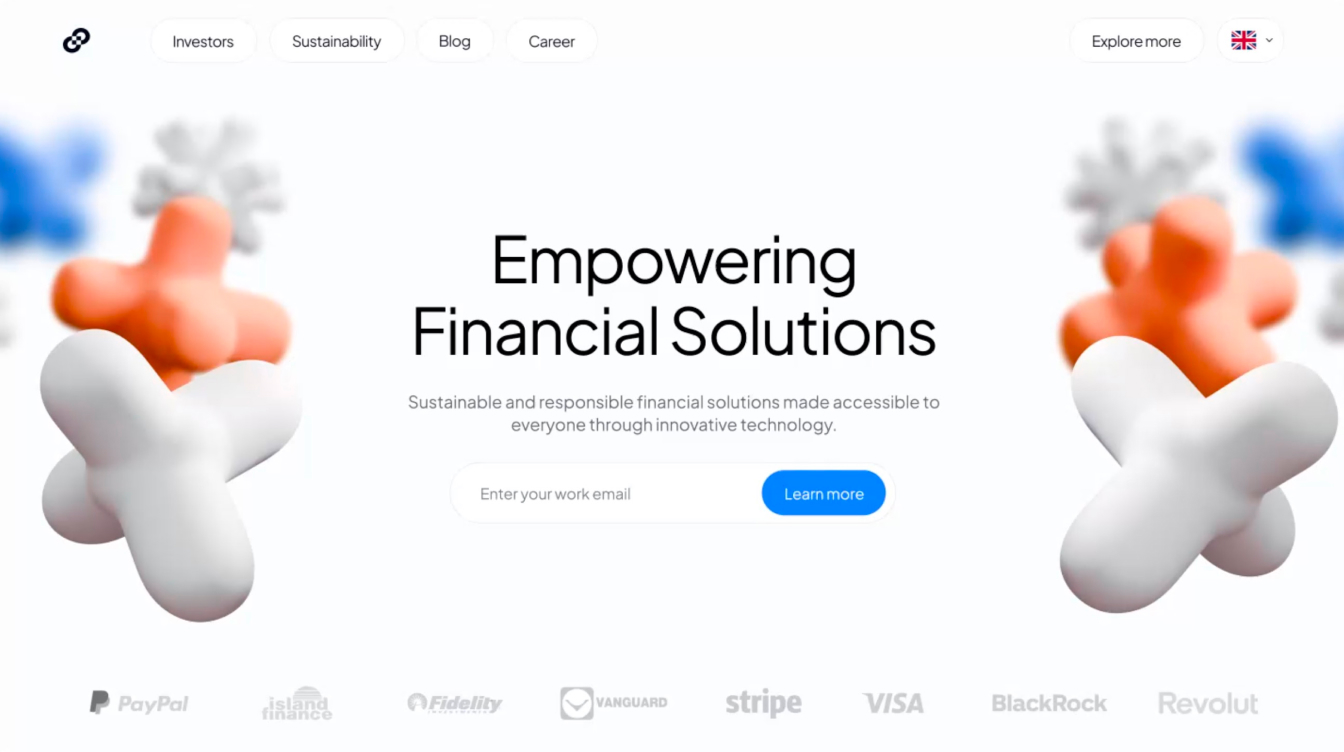 Investors
Sustainability
Blog
Career
Explore more
Empowering
Financial Solutions
Sustainable and responsible financial solutions made accessible to
everyone through innovative technology.
Enter your work email
Learn more
PayPal
island
finance
Fidelity
INVESTMENTS
VANGUARD
stripe
VISA
BlackRock
Revolut